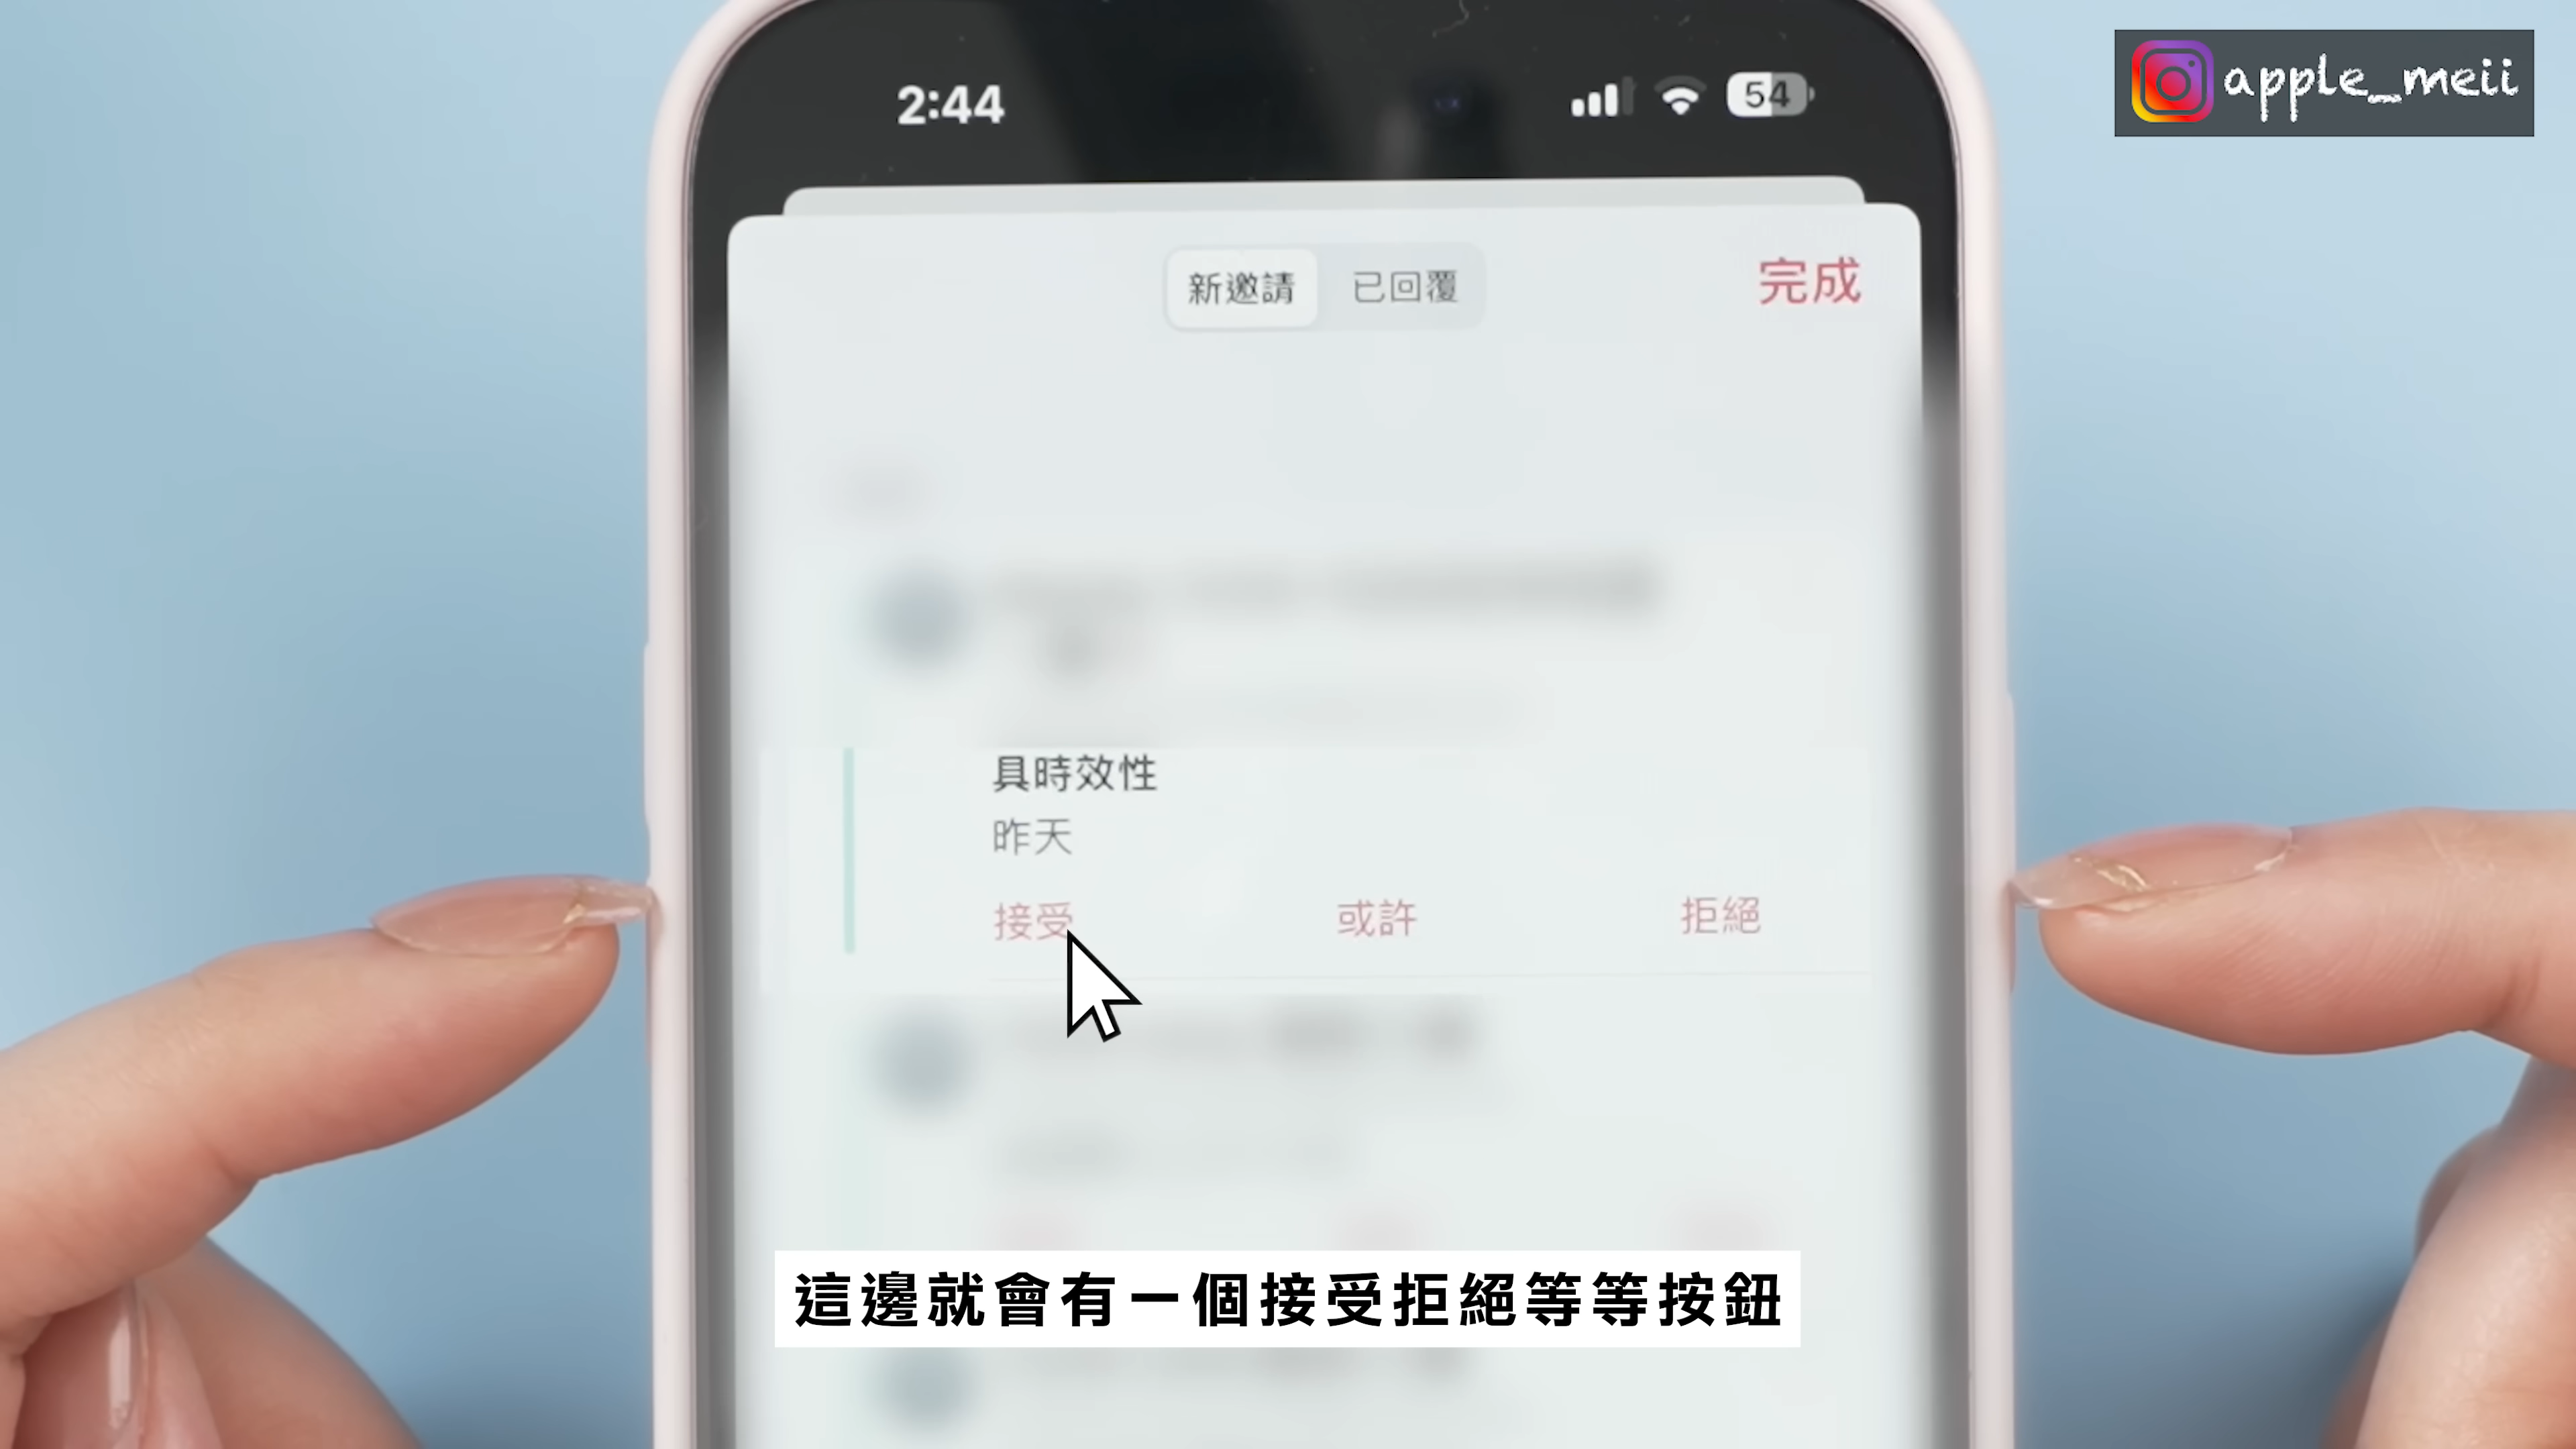 apple_meii
2:44
54
新邀請
已回覆
完成
具時效性
昨天
接受
或許
拒絕
這邊就會有一個接受拒絕等等按鈕